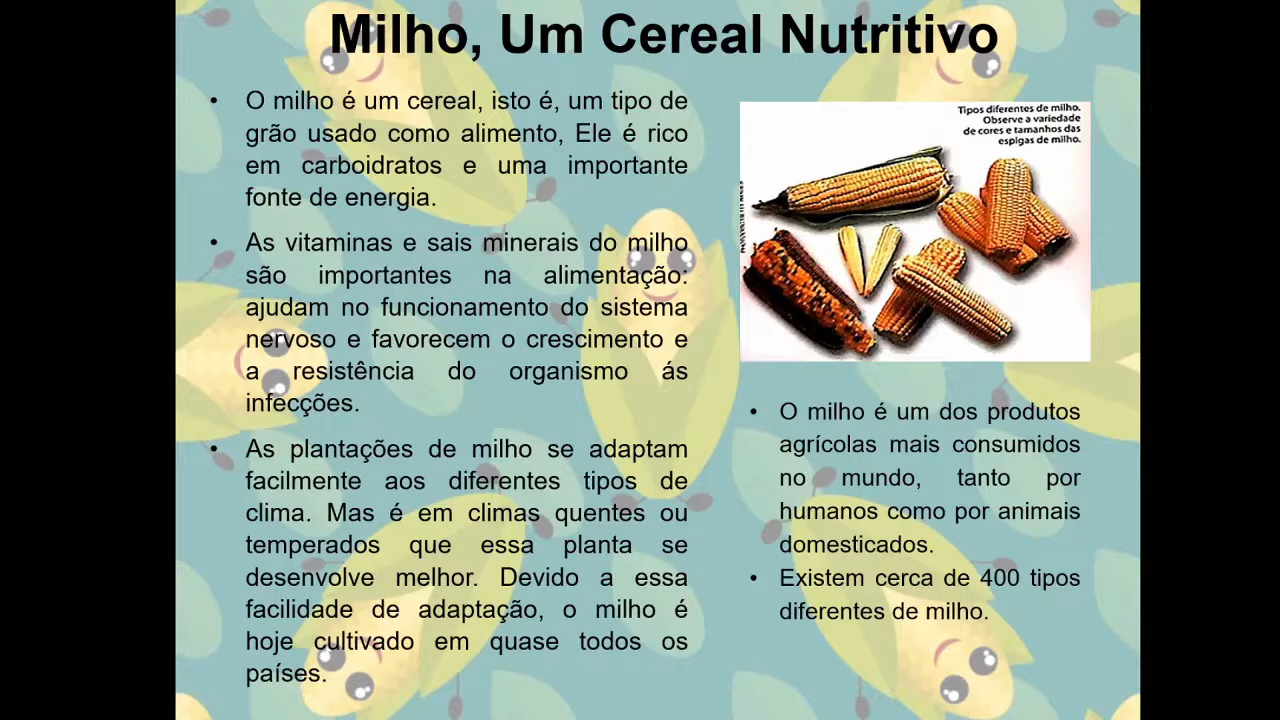 Milho, Um Cereal Nutritivo
• O milho é um cereal, isto é, um tipo de
grão usado como alimento, Ele é rico
em carboidratos e uma importante
fonte de energia.
• As vitaminas e sais minerais do milho
são importantes na alimentação:
ajudam no funcionamento do sistema
nervoso e favorecem o crescimento e
a resistência do organismo ás
infecções.
• As plantações de milho se adaptam
facilmente aos diferentes tipos de
clima. Mas é em climas quentes ou
temperados que essa planta se
desenvolve melhor. Devido a essa
facilidade de adaptação, o milho é
hoje cultivado em quase todos os
países.
Tipos diferentes de milho.
Observe a variedade
de cores e tamanhos das
espigas de milho.
• O milho é um dos produtos
agrícolas mais consumidos
no mundo, tanto por
humanos como por animais
domesticados.
• Existem cerca de 400 tipos
diferentes de milho.